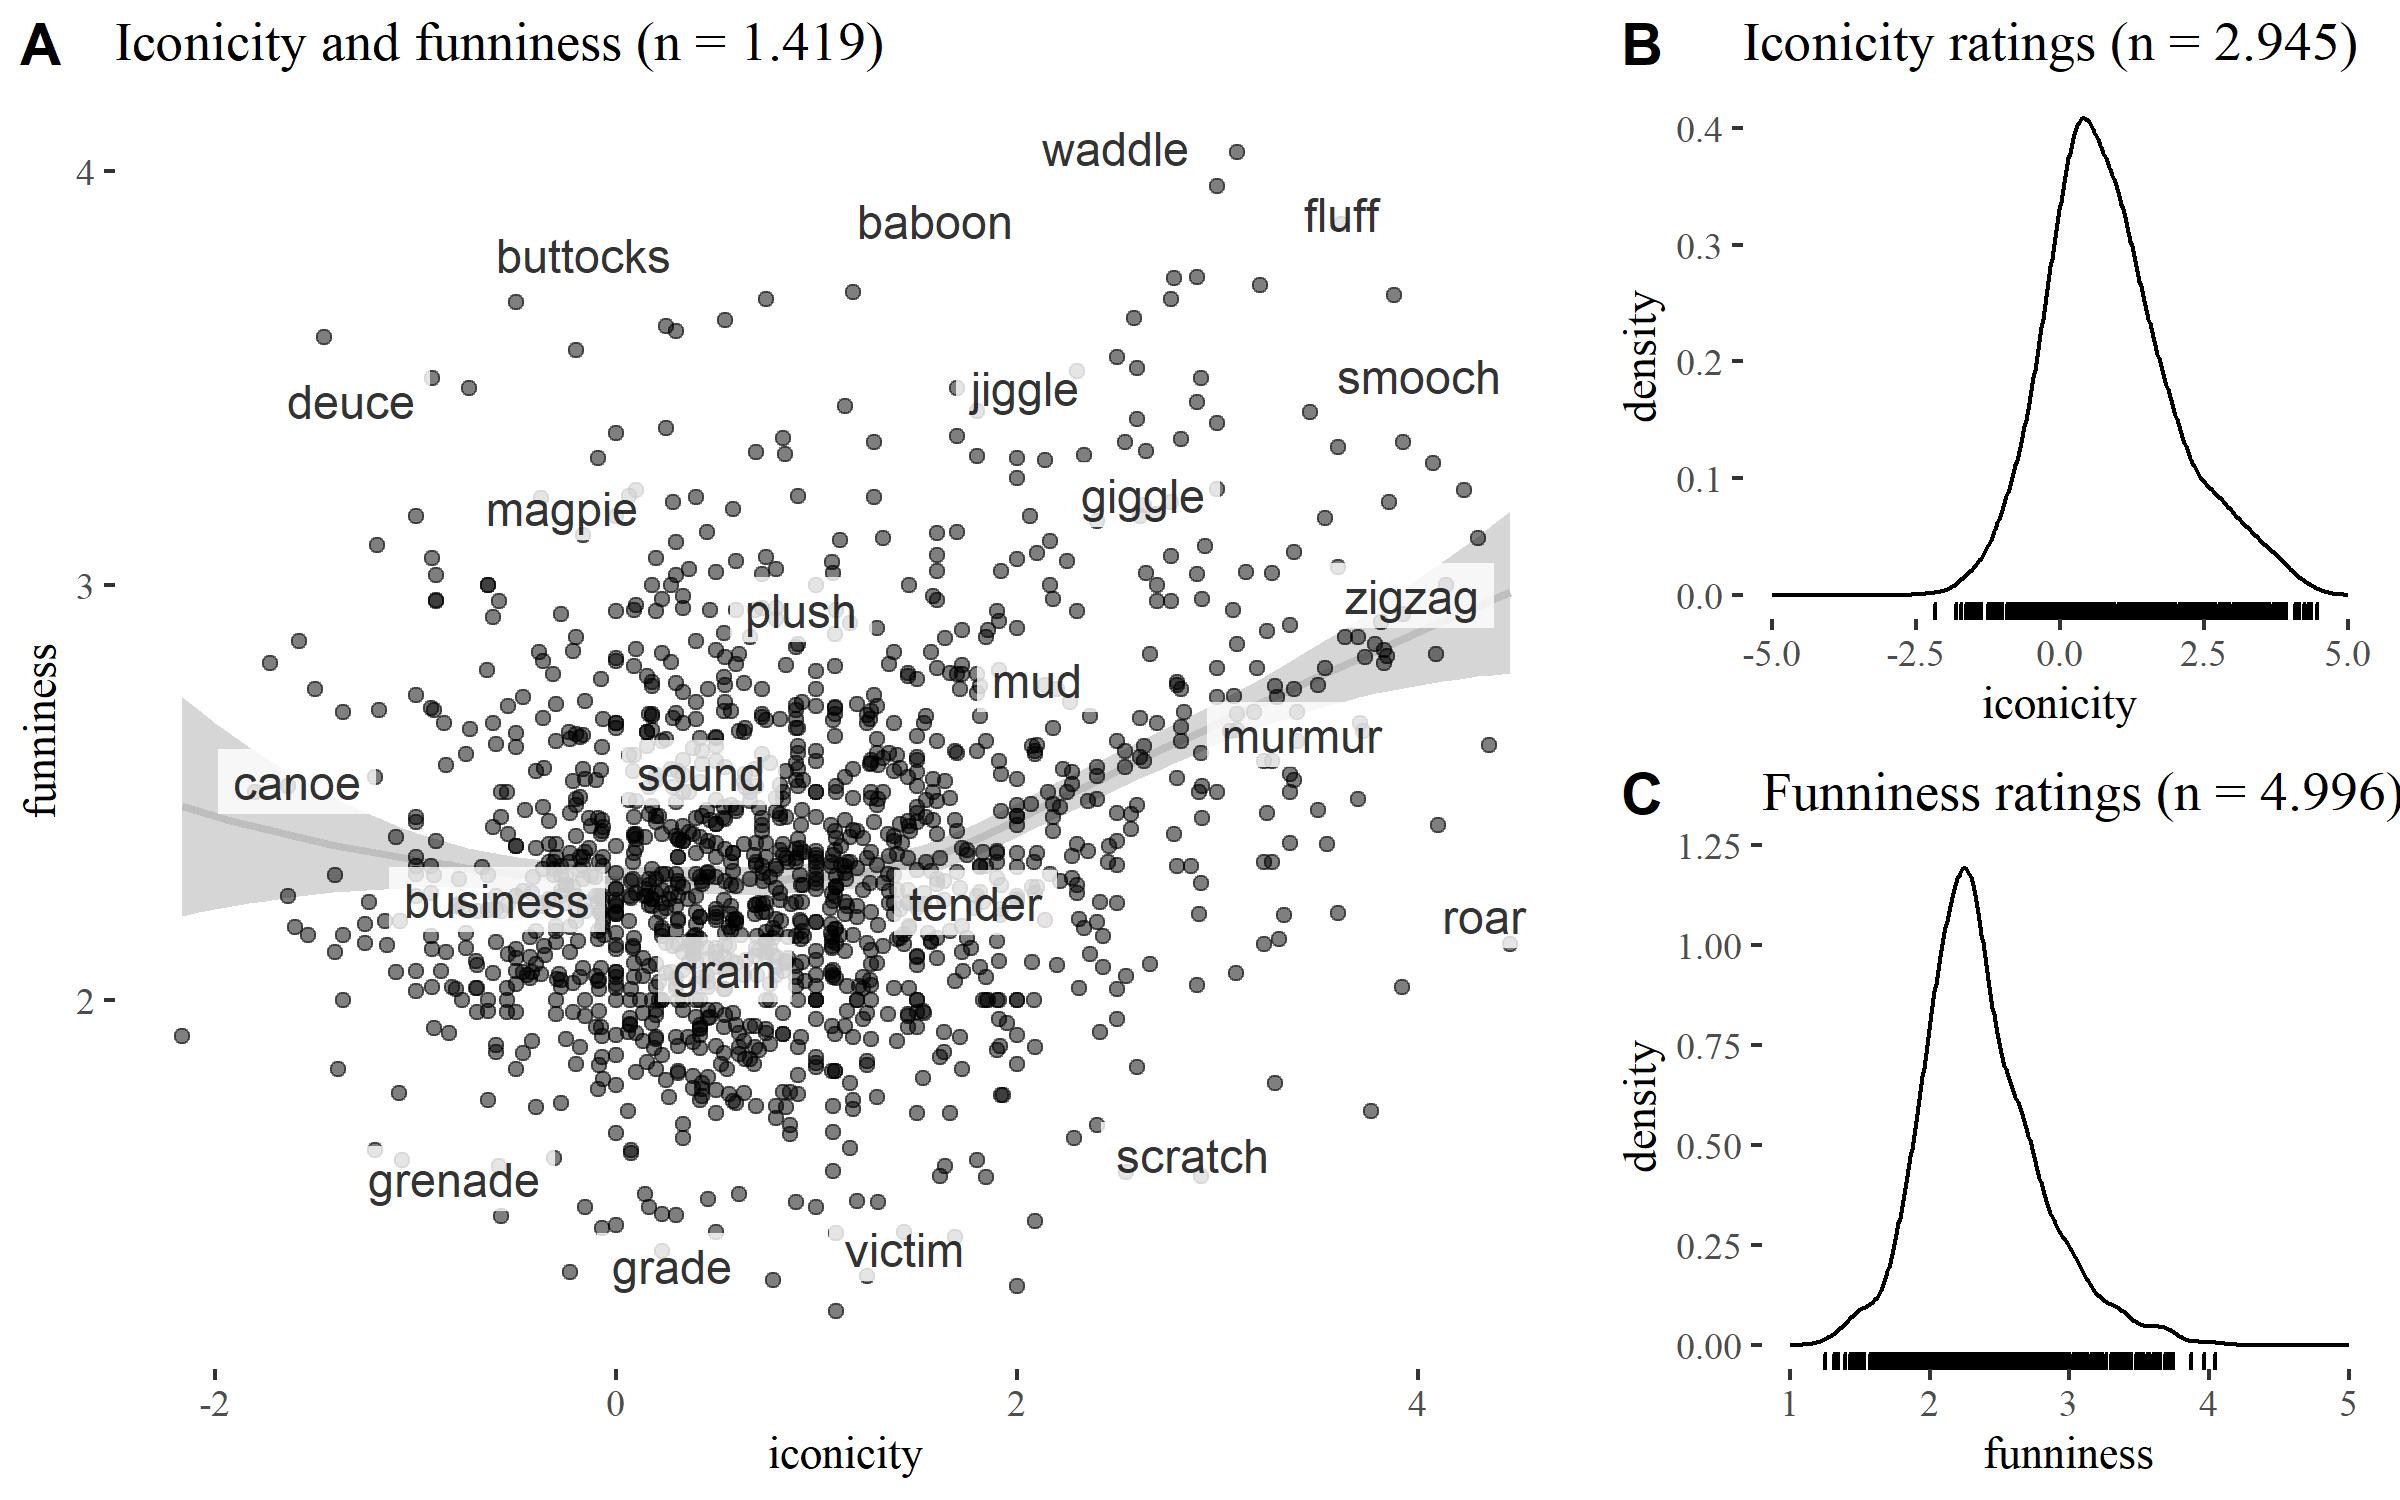 A Iconicity and funniness (n = 1.419)
waddle
fluff
baboon
buttocks
4
jiggle
smooch
deuce
giggle
magpie
3
plush
zigzag
mud
murmur
canoe
sound
business
tender
roar
grain
2
scratch
grenade
victim
grade
-2 0 2 4
iconicity
funniness
B Iconicity ratings (n = 2.945)
0.4
0.3
0.2
0.1
0.0
-5.0 -2.5 0.0 2.5 5.0
iconicity
density
C Funniness ratings (n = 4.996)
1.25
1.00
0.75
0.50
0.25
0.00
1 2 3 4 5
funniness
density